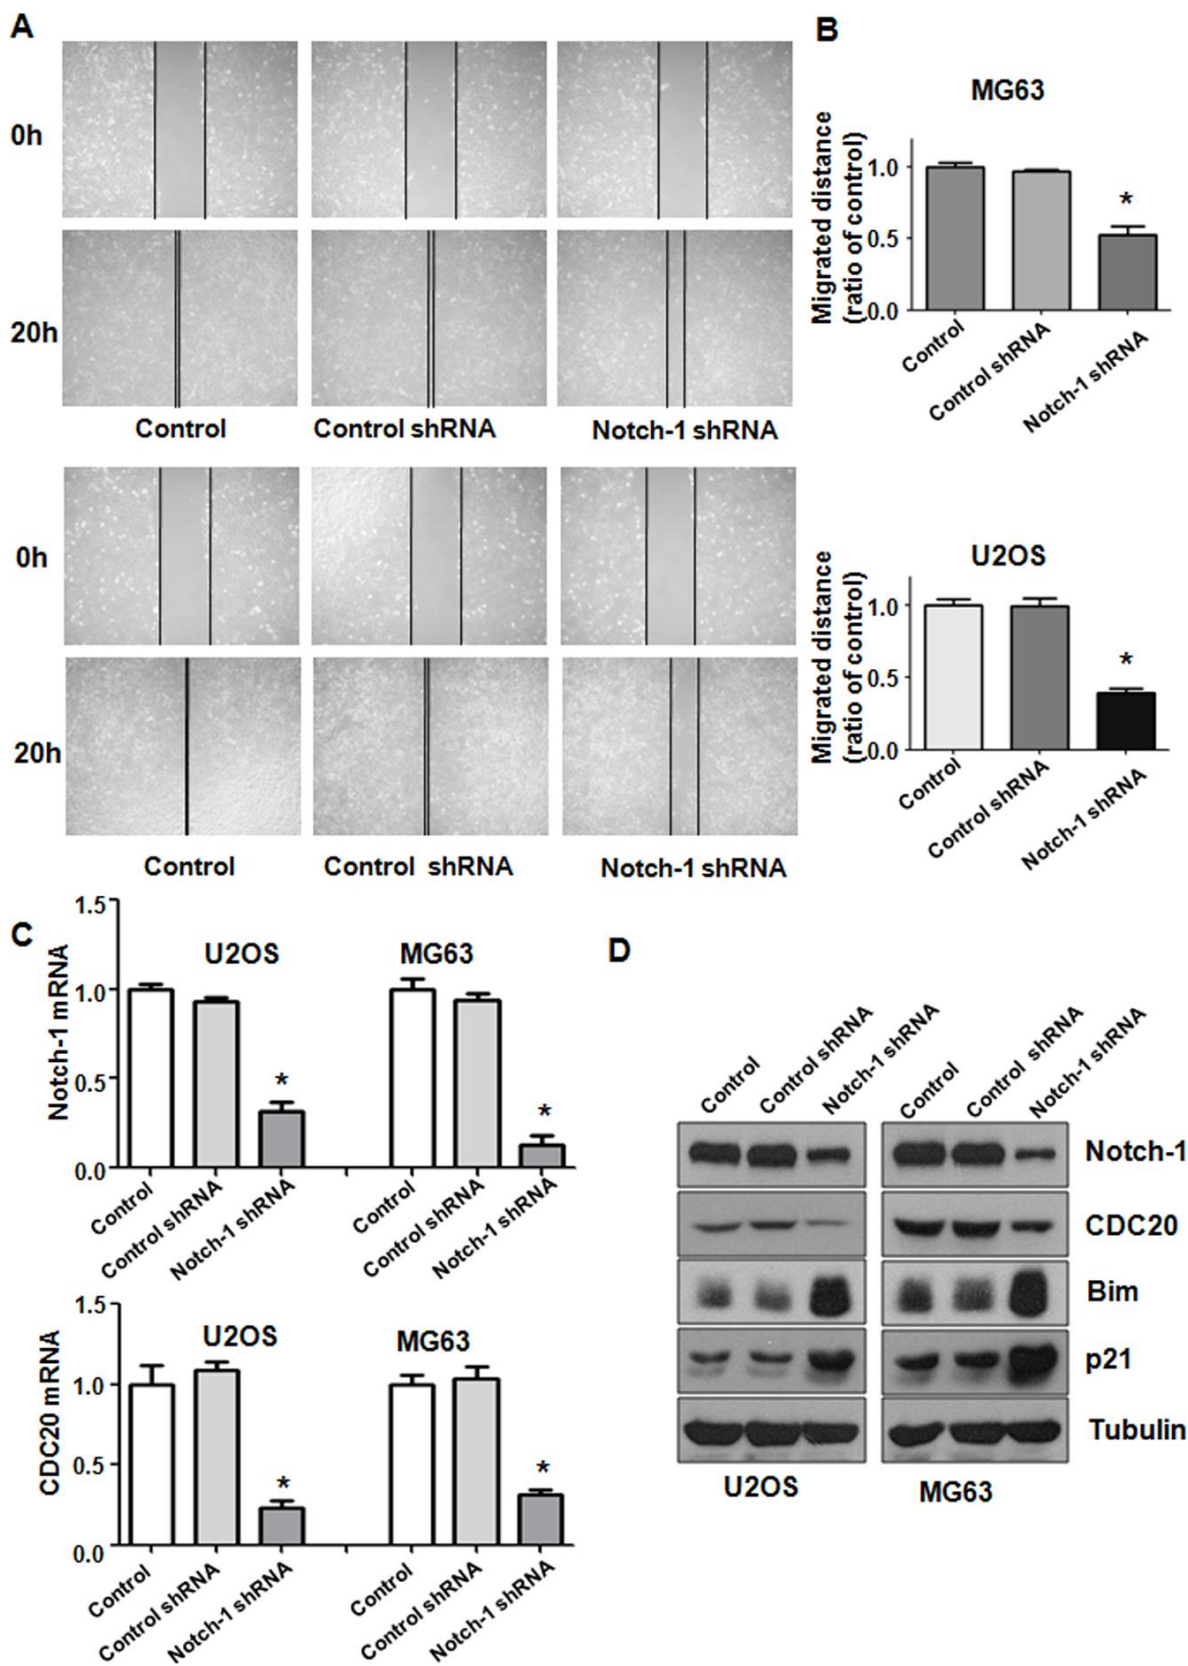 A
0h
20h
Control
Control shRNA
Notch-1 shRNA
0h
20h
Control
Control shRNA
Notch-1 shRNA
B
MG63
Migrated distance
(ratio of control)
1.0
0.5
0.0
Control
Control shRNA
Notch-1 shRNA
U2OS
Migrated distance
(ratio of control)
1.0
0.5
0.0
Control
Control shRNA
Notch-1 shRNA
C
Notch-1 mRNA
1.5
1.0
0.5
0.0
U2OS
MG63
*
*
Control
Control shRNA
Notch-1 shRNA
Control
Control shRNA
Notch-1 shRNA
CDC20 mRNA
1.5
1.0
0.5
0.0
U2OS
MG63
*
*
Control
Control shRNA
Notch-1 shRNA
Control
Control shRNA
Notch-1 shRNA
D
Control
Control shRNA
Notch-1 shRNA
Control
Control shRNA
Notch-1 shRNA
Notch-1
CDC20
Bim
p21
Tubulin
U2OS
MG63